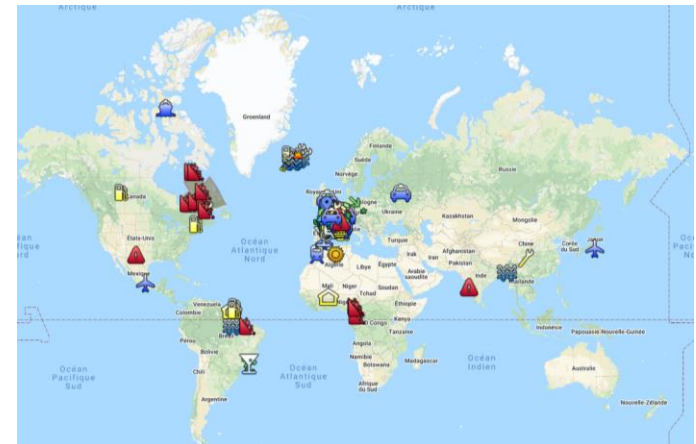 Arctique
Arctique
Groenland
Finlande
Suède
Norvège
Russie
Royaume-Uni
Canada
Pologne
Ukraine
Kazakhstan
Mongolie
États-Unis
Océan
Atlantique
Nord
Turquie
Chine
Corée
du Sud
Japon
Irak
Iran
Afghanistan
Pakistan
Algérie
Libye
Égypte
Arabie
saoudite
Inde
Thaïlande
Mexique
Mali
Niger
Tchad
Soudan
Éthiopie
Venezuela
Colombie
RD Congo
Kenya
Tanzanie
Indonésie
Papouasie-Nouvelle-Guinée
Brésil
Pérou
Bolivie
Angola
Namibie
Botswana
Madagascar
Océan
Indien
Océan
Pacifique
Sud
Chili
Océan
Atlantique
Sud
Afrique
du Sud
Australie
Argentine
Nouvelle-Zélande